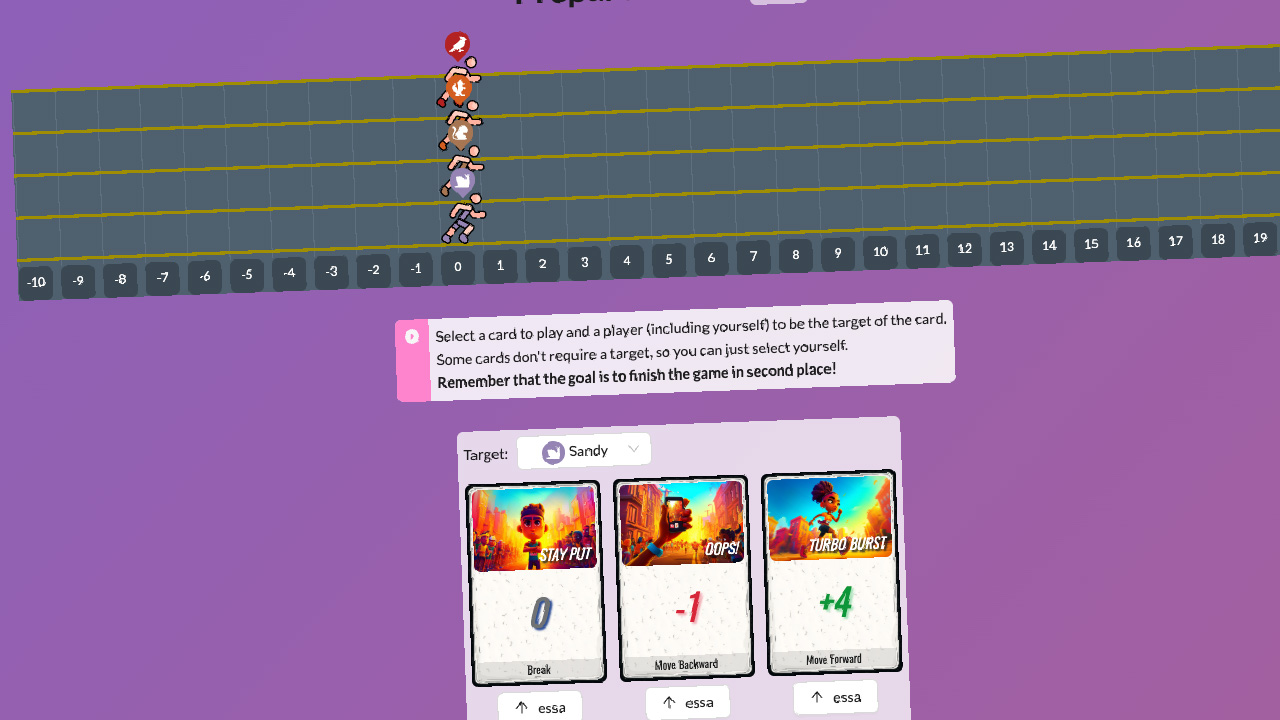 -10 -9 -8 -7 -6 -5 -4 -3 -2 -1 0 1 2 3 4 5 6 7 8 9 10 11 12 13 14 15 16 17 18 19
Select a card to play and a player (including yourself) to be the target of the card.
Some cards don't require a target, so you can just select yourself.
Remember that the goal is to finish the game in second place!
Target: Sandy
STAY PUT
0
Break
essa
OOPS!
-1
Move Backward
essa
TURBO BURST
+4
Move Forward
essa